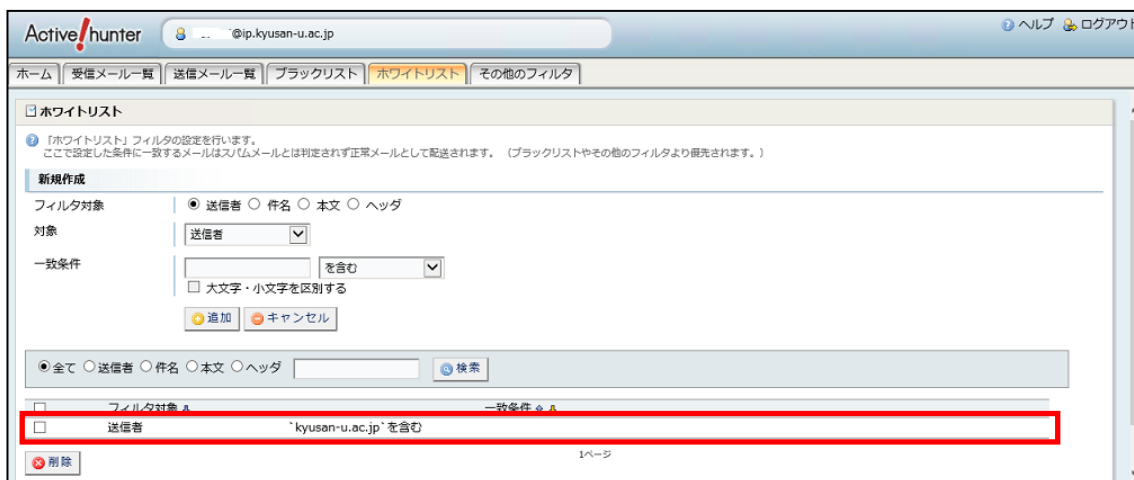 Active!hunter @ip.kyusan-u.ac.jp ヘルプ ログアウト
ホーム 受信メール一覧 送信メール一覧 ブラックリスト ホワイトリスト その他のフィルタ
ホワイトリスト
「ホワイトリスト」フィルタの設定を行います。
ここで設定した条件に一致するメールはスパムメールとは判定されず正常メールとして配送されます。 (ブラックリストやその他のフィルタより優先されます。)
新規作成
フィルタ対象 送信者 件名 本文 ヘッダ
対象 送信者
一致条件 を含む
大文字・小文字を区別する
追加 キャンセル
全て 送信者 件名 本文 ヘッダ 検索
フィルタ対象 一致条件
送信者 `kyusan-u.ac.jp`を含む
1ページ
削除